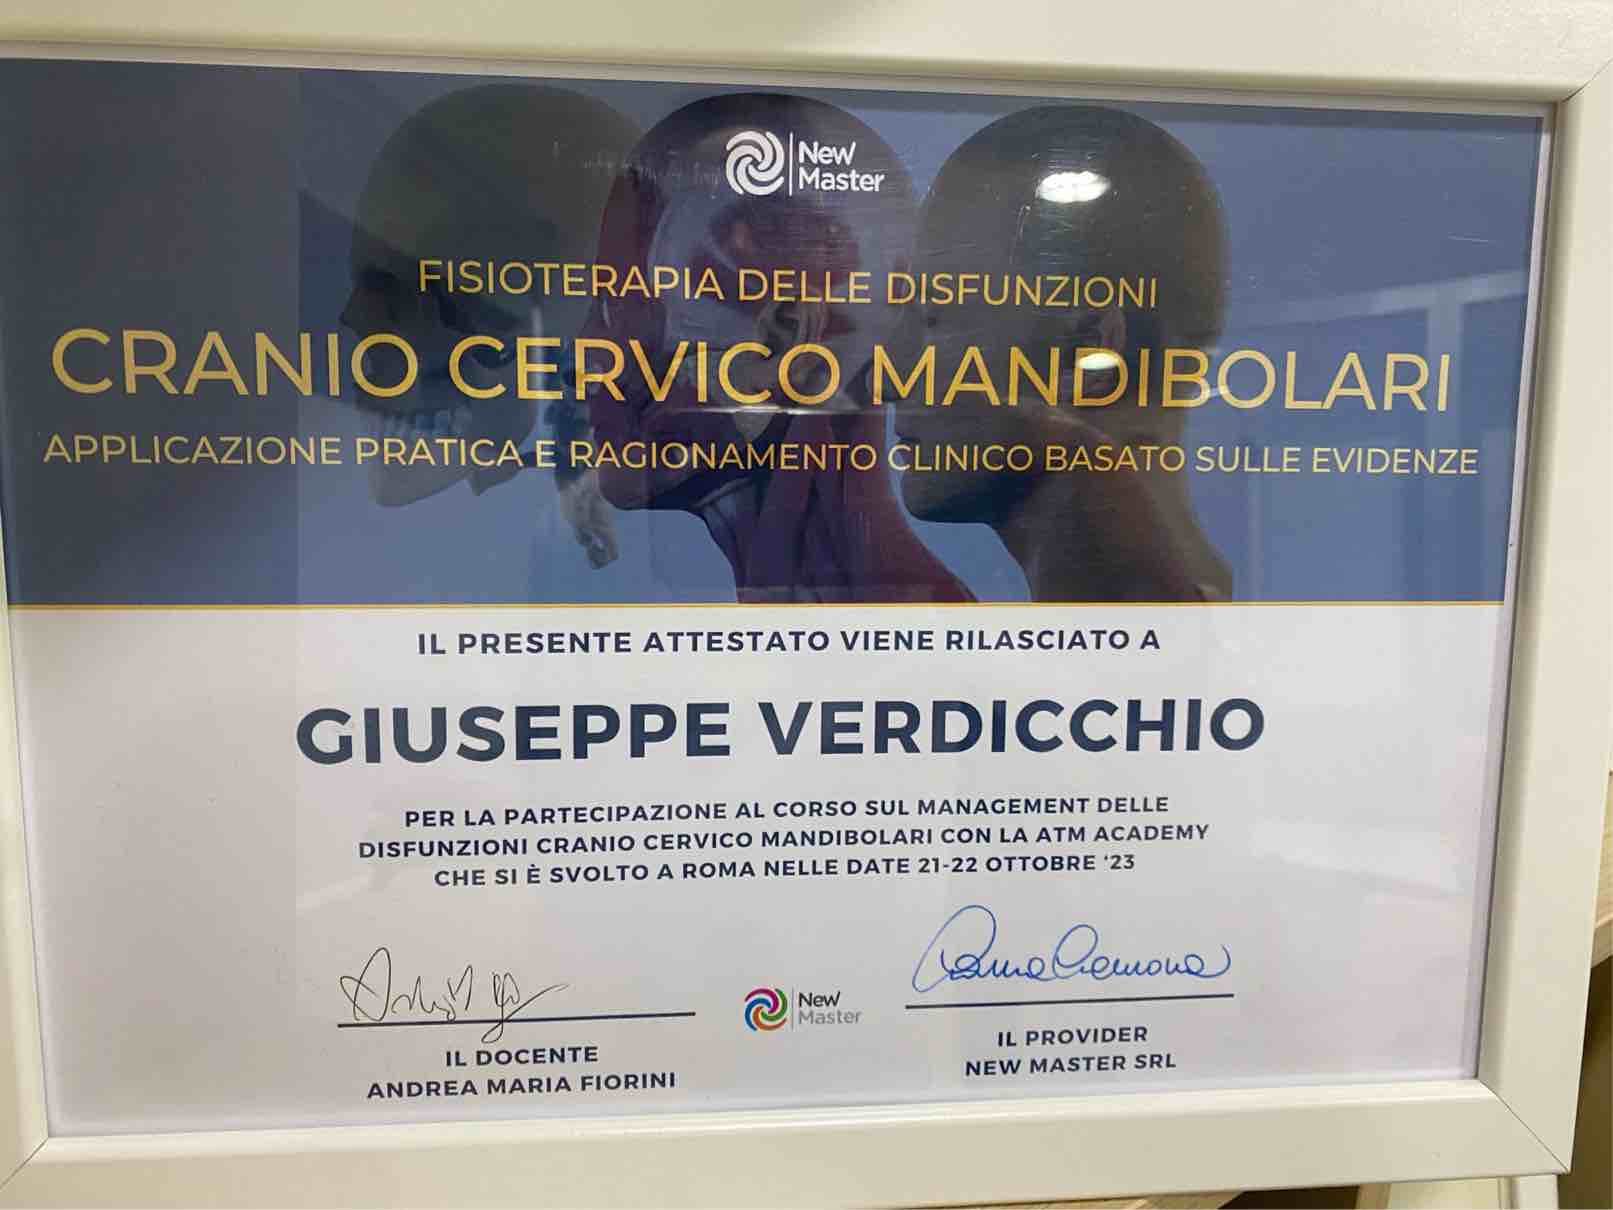 New
Master
FISIOTERAPIA DELLE DISFUNZIONI
CRANIO CERVICO MANDIBOLARI
APPLICAZIONE PRATICA E RAGIONAMENTO CLINICO BASATO SULLE EVIDENZE
IL PRESENTE ATTESTATO VIENE RILASCIATO A
GIUSEPPE VERDICCHIO
PER LA PARTECIPAZIONE AL CORSO SUL MANAGEMENT DELLE
DISFUNZIONI CRANIO CERVICO MANDIBOLARI CON LA ATM ACADEMY
CHE SI È SVOLTO A ROMA NELLE DATE 21-22 OTTOBRE ‘23
IL DOCENTE
ANDREA MARIA FIORINI
New
Master
IL PROVIDER
NEW MASTER SRL